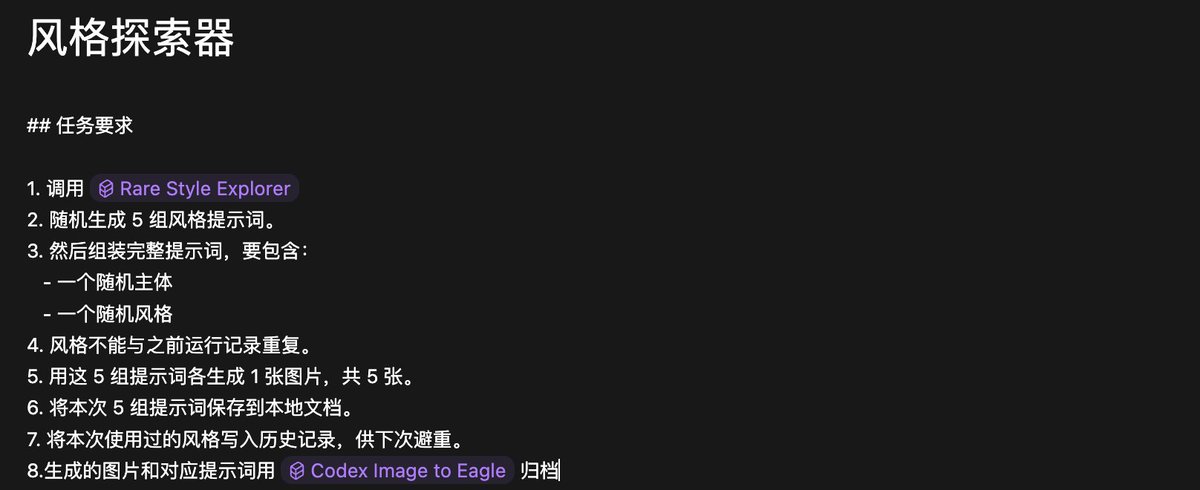 风格探索器
## 任务要求
1. 调用 Rare Style Explorer
2. 随机生成 5 组风格提示词。
3. 然后组装完整提示词，要包含：
- 一个随机主体
- 一个随机风格
4. 风格不能与之前运行记录重复。
5. 用这 5 组提示词各生成 1 张图片，共 5 张。
6. 将本次 5 组提示词保存到本地文档。
7. 将本次使用过的风格写入历史记录，供下次避重。
8.生成的图片和对应提示词用 Codex Image to Eagle 归档